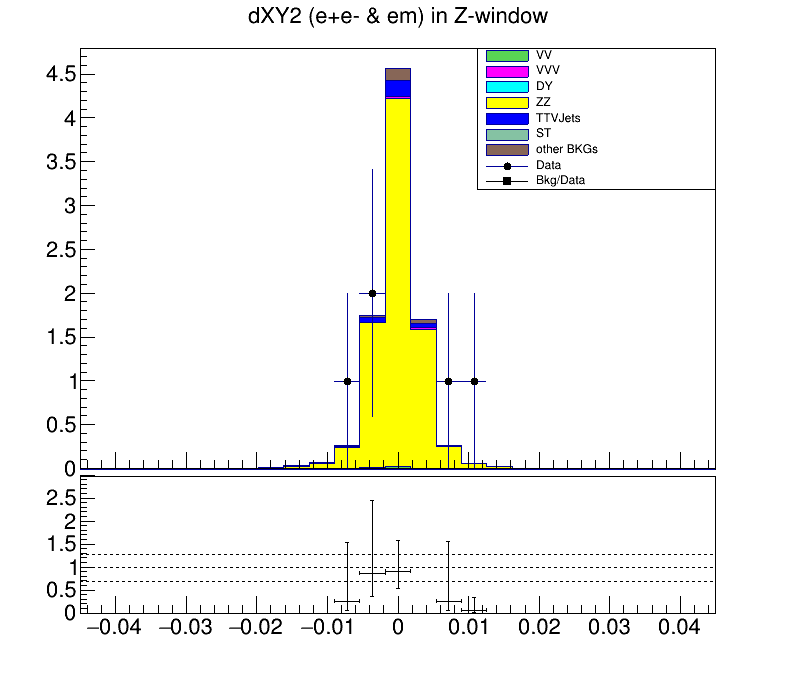 dXY2 (e+e- & em) in Z-window
VV
VVV
DY
ZZ
TTVJets
ST
other BKGs
Data
Bkg/Data
4.5
4
3.5
3
2.5
2
1.5
1
0.5
0
2.5
2
1.5
1
0.5
0
−0.04 −0.03 −0.02 −0.01 0 0.01 0.02 0.03 0.04